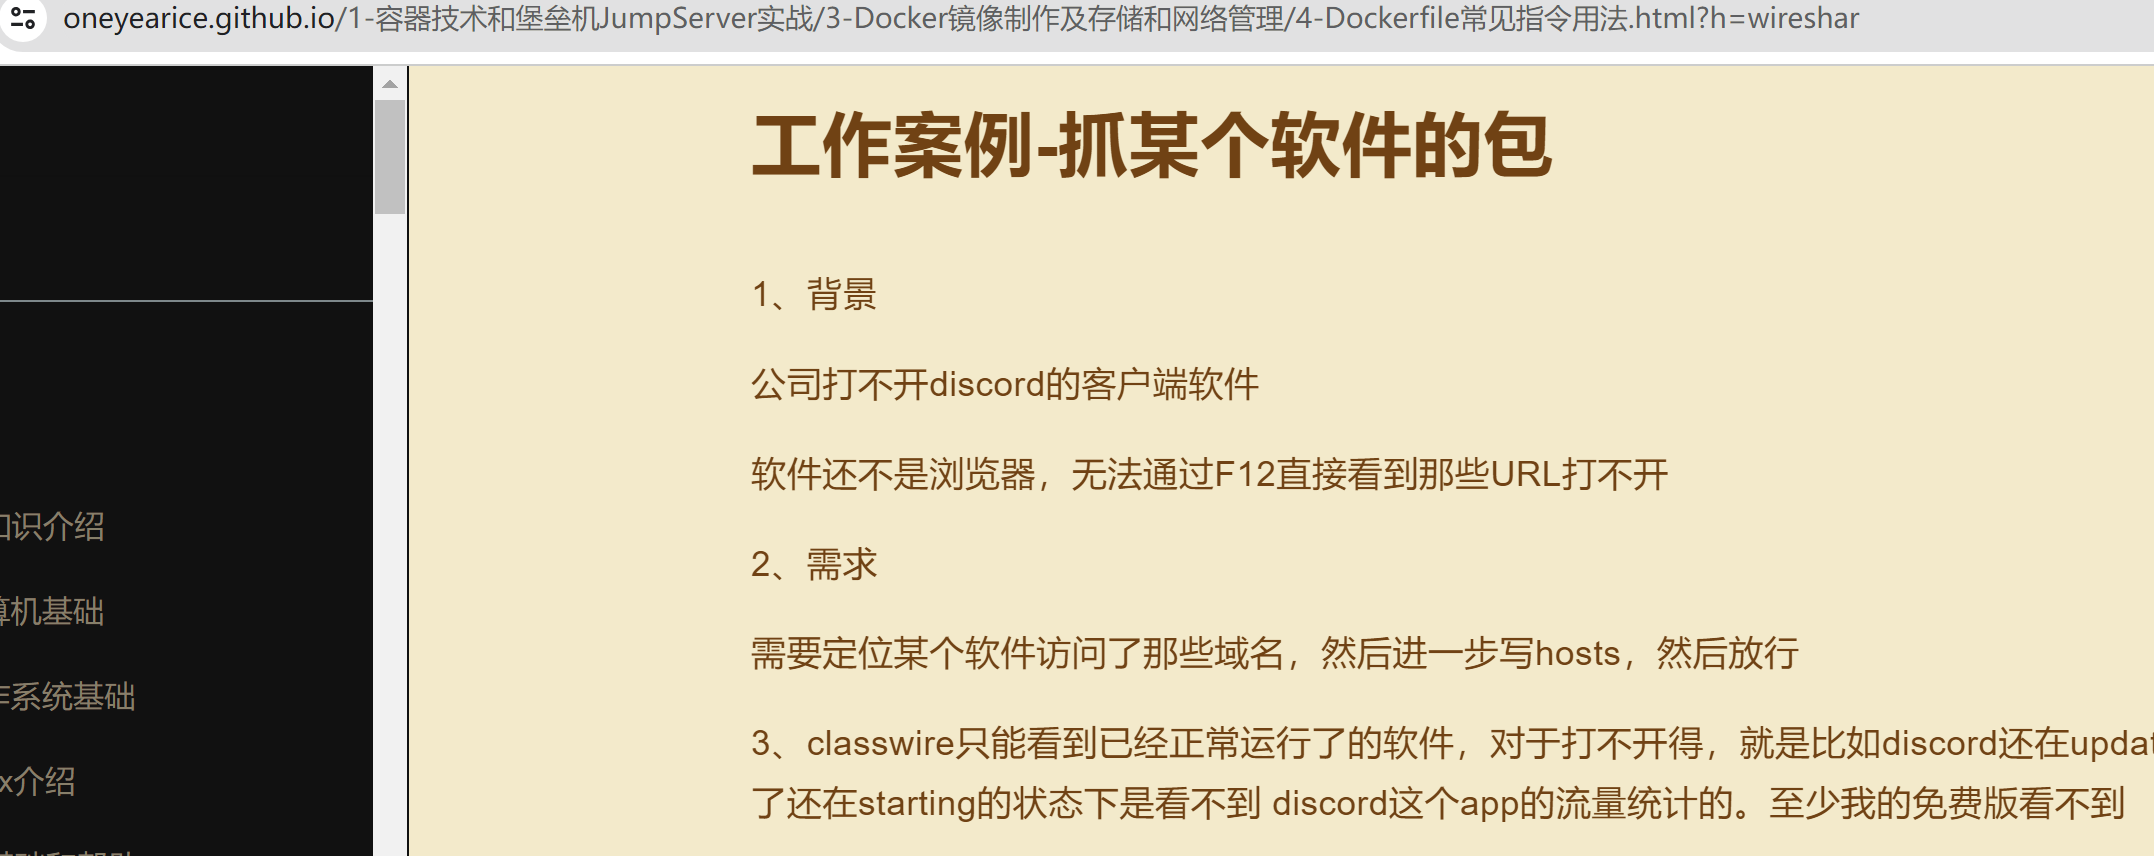 oneyearice.github.io/1-容器技术和堡垒机JumpServer实战/3-Docker镜像制作及存储和网络管理/4-Dockerfile常见指令用法.html?h=wireshar
工作案例-抓某个软件的包
1、背景
公司打不开discord的客户端软件
软件还不是浏览器，无法通过F12直接看到那些URL打不开
2、需求
需要定位某个软件访问了那些域名，然后进一步写hosts，然后放行
3、classwire只能看到已经正常运行了的软件，对于打不开得，就是比如discord还在updat
了还在starting的状态下是看不到 discord这个app的流量统计的。至少我的免费版看不到
识介绍
机基础
系统基础
x介绍